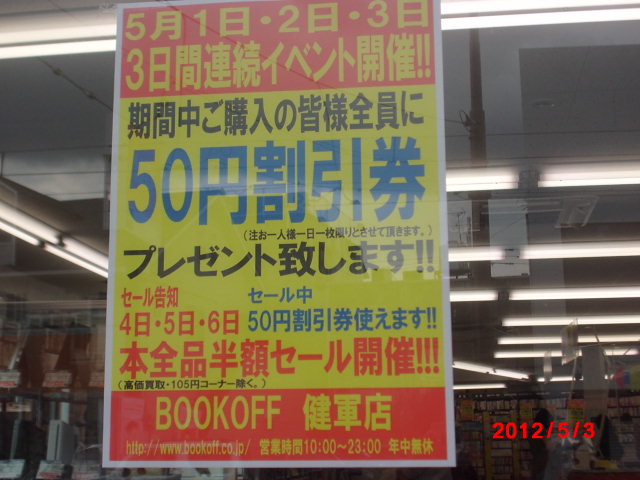 5月1日・2日・3日
3日間連続イベント開催!!
期間中ご購入の皆様全員に
50円割引券
(注お一人様一日一枚限りとさせて頂きます。)
プレゼント致します!!
セール告知 セール中
4日・5日・6日 50円割引券使えます!!
本全品半額セール開催!!!
(高価買取・105円コーナー除く。)
BOOKOFF 健軍店
http://www.bookoff.co.jp/ 営業時間10:00～23:00 年中無休
2012/5/3